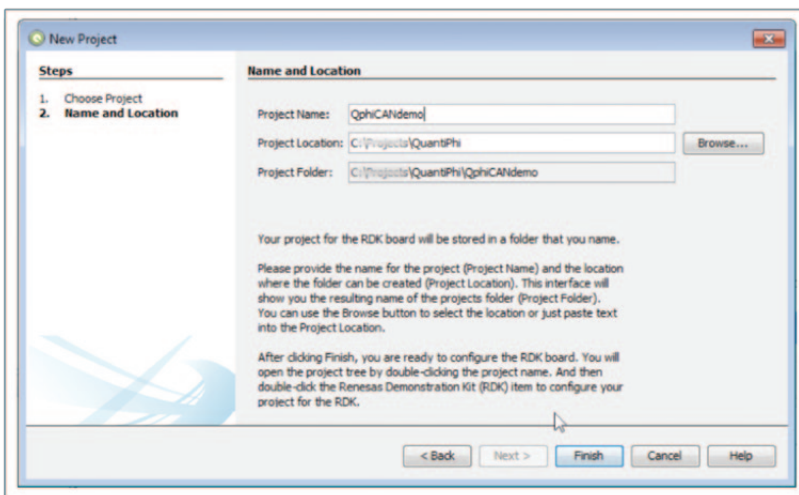 New Project
Steps
1. Choose Project
2. Name and Location
Name and Location
Project Name: QphiCANdemo
Project Location: C:\Projects\QuantiPhi
Browse...
Project Folder: C:\Projects\QuantiPhi\QphiCANdemo
Your project for the RDK board will be stored in a folder that you name.
Please provide the name for the project (Project Name) and the location
where the folder can be created (Project Location). This interface will
show you the resulting name of the projects folder (Project Folder).
You can use the Browse button to select the location or just paste text
into the Project Location.
After clicking Finish, you are ready to configure the RDK board. You will
open the project tree by double-clicking the project name. And then
double-click the Renesas Demonstration Kit (RDK) item to configure your
project for the RDK.
< Back Next > Finish Cancel Help